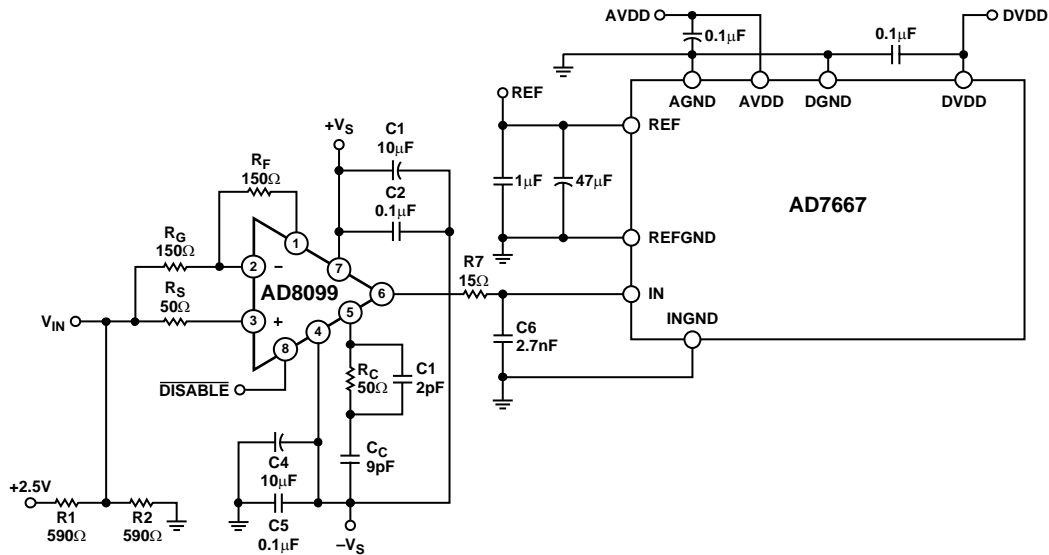 AVDD
DVDD
0.1µF
0.1µF
AGND
AVDD
DGND
DVDD
REF
REF
1µF
47µF
AD7667
REFGND
+VS
C1
10µF
C2
0.1µF
RF
150Ω
RG
150Ω
RS
50Ω
1
2
−
7
AD8099
6
3
+
5
4
8
VIN
R7
15Ω
IN
INGND
C6
2.7nF
DISABLE
RC
50Ω
C1
2pF
CC
9pF
C4
10µF
C5
0.1µF
−VS
+2.5V
R1
590Ω
R2
590Ω